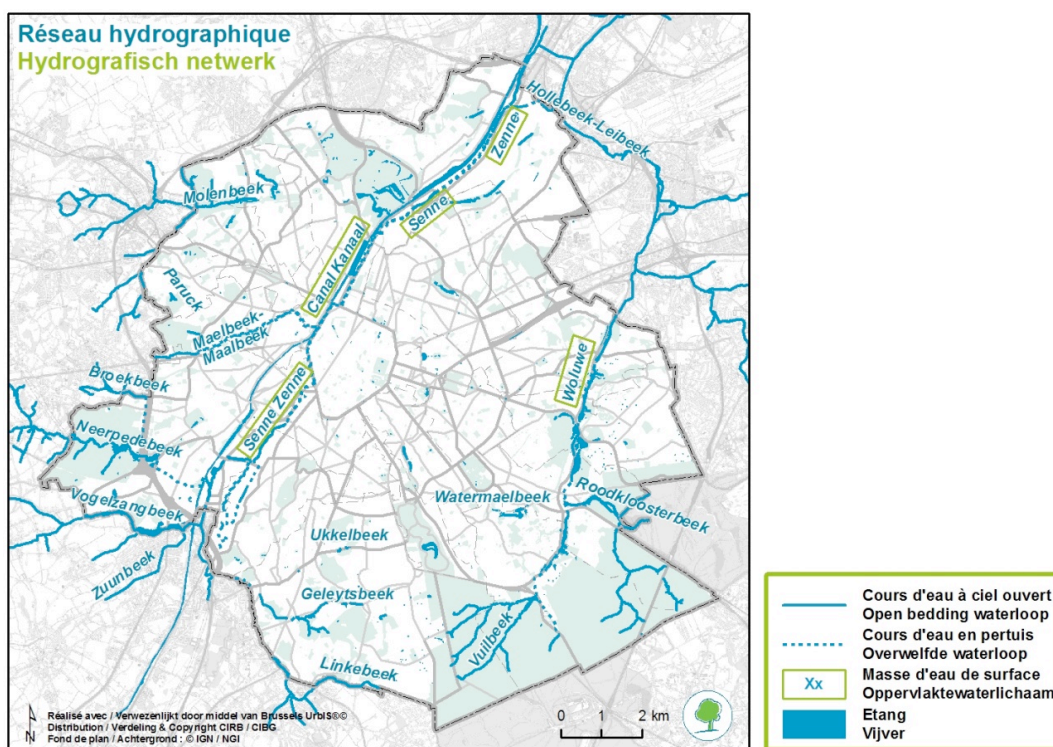 Réseau hydrographique
Hydrografisch netwerk
Hollebeek-Leibeek
Zenne
Senne
Molenbeek
Canal Kanaal
Paruck
Maelbeek-
Maalbeek
Woluwe
Broekbeek
Senne Zenne
Neerpedebeek
Vogelzangbeek
Watermaelbeek
Roodkloosterbeek
Ukkelbeek
Zuunbeek
Geleytsbeek
Vuilbeek
Linkebeek
N
Réalisé avec / Verwezenlijkt door middel van Brussels UrbIS®©
Distribution / Verdeling & Copyright CIRB / CIBG
Fond de plan / Achtergrond : © IGN / NGI
0 1 2 km
Cours d'eau à ciel ouvert
Open bedding waterloop
Cours d'eau en pertuis
Overwelfde waterloop
Xx
Masse d'eau de surface
Oppervlaktewaterlichaam
Etang
Vijver